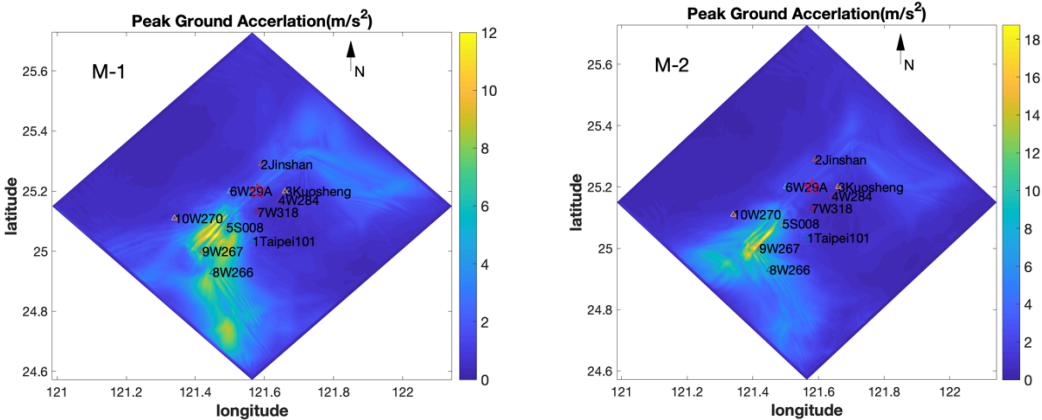 Peak Ground Accerlation(m/s²)
M-1
N
12
10
8
6
4
2
0
25.6
25.4
25.2
25
24.8
24.6
latitude
2Jinshan
6W29A
3Kuosheng
4W284
7W318
10W270
5S008
1Taipei101
9W267
8W266
121
121.2
121.4
121.6
121.8
122
longitude
Peak Ground Accerlation(m/s²)
M-2
N
18
16
14
12
10
8
6
4
2
0
25.6
25.4
25.2
25
24.8
24.6
latitude
2Jinshan
6W29A
3Kuosheng
4W284
7W318
10W270
5S008
1Taipei101
9W267
8W266
121
121.2
121.4
121.6
121.8
122
longitude